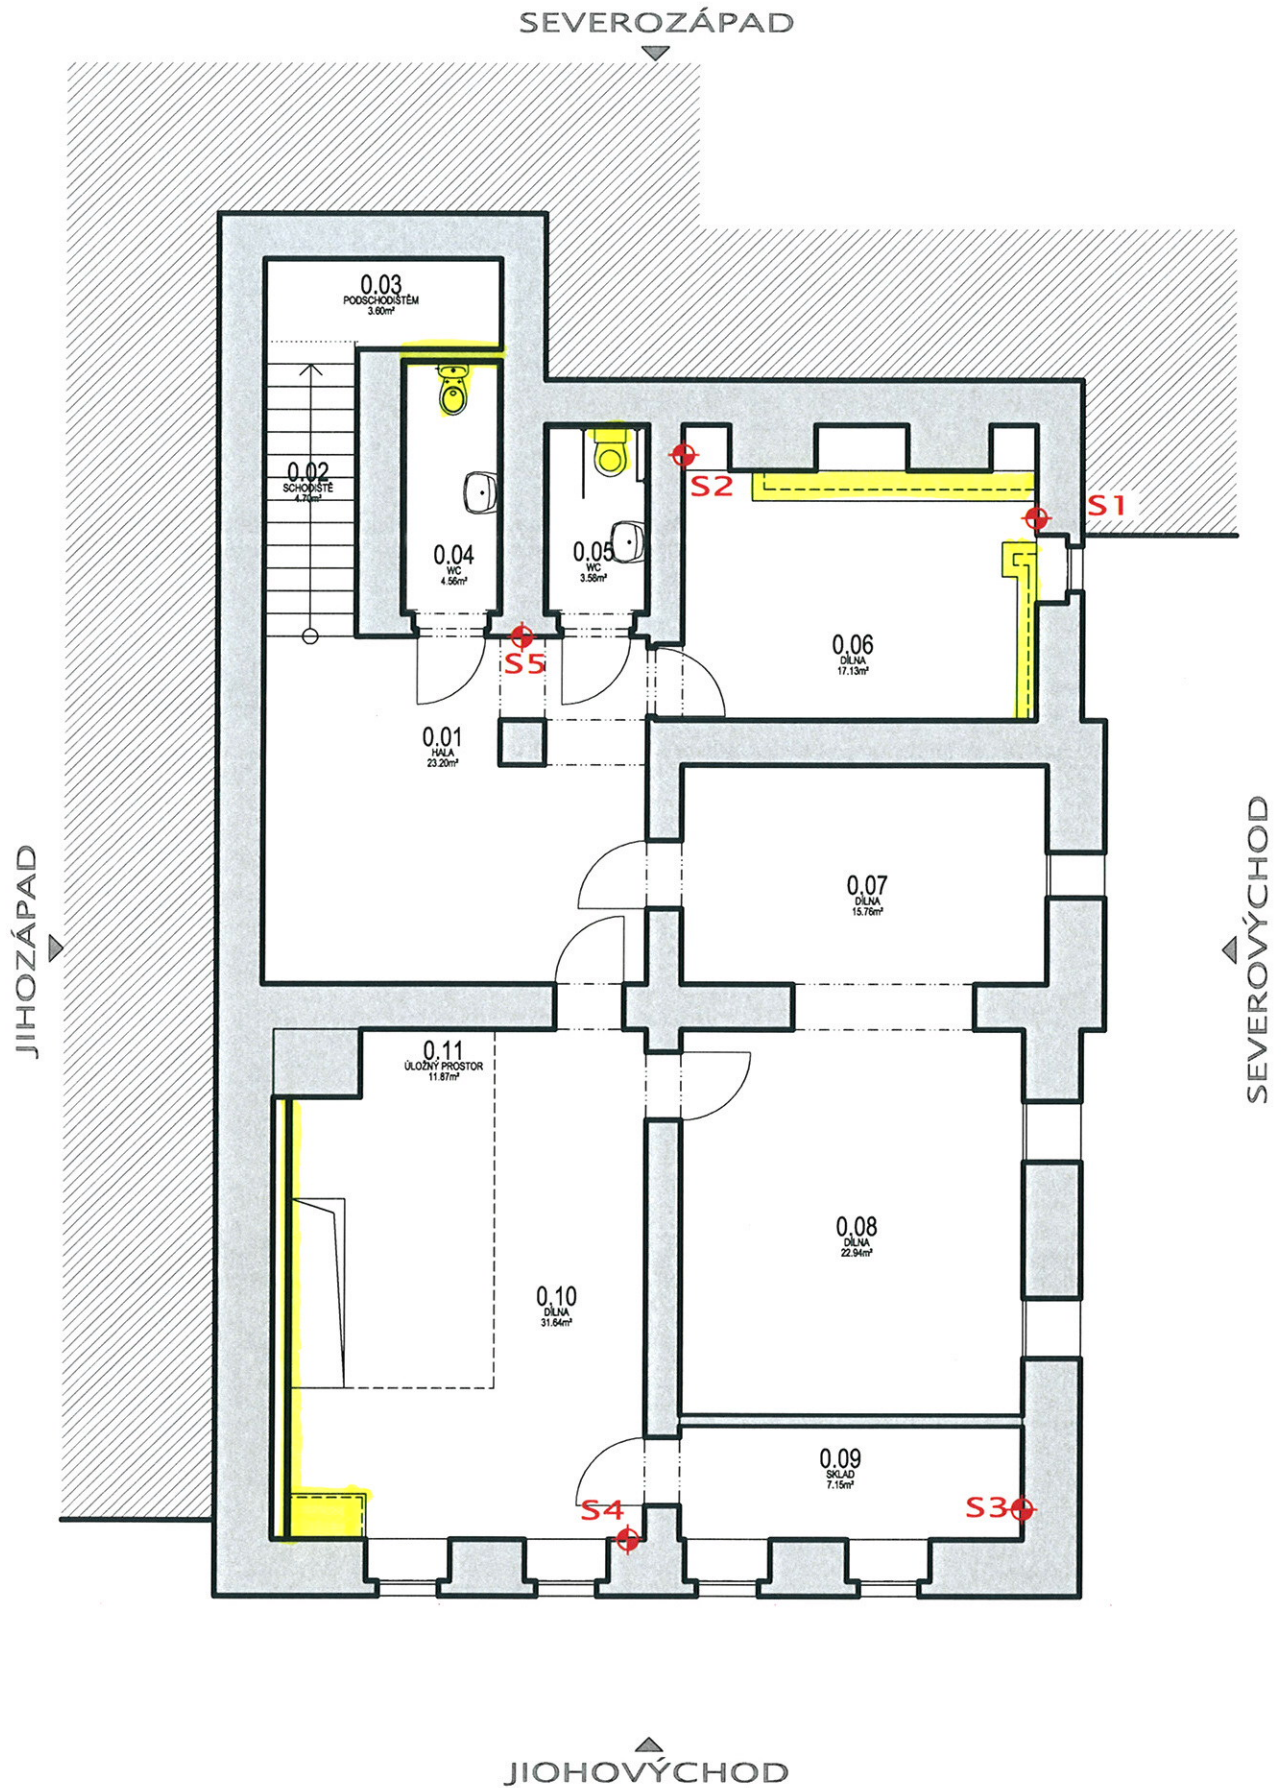 SEVEROZÁPAD
0.03
PODSCHODIŠTĚM
3.60m²
0.02
SCHODIŠTĚ
4.70m²
S2
S1
0.04
WC
4.56m²
0.05
WC
3.58m²
0.06
DÍLNA
17.13m²
S5
0.01
HALA
23.20m²
JIHOZÁPAD
SEVEROVÝCHOD
0.07
DÍLNA
15.76m²
0.11
ÚLOŽNÝ PROSTOR
11.87m²
0.08
DÍLNA
22.94m²
0.10
DÍLNA
31.64m²
0.09
SKLAD
7.15m²
S4
S3
JIOHOVÝCHOD